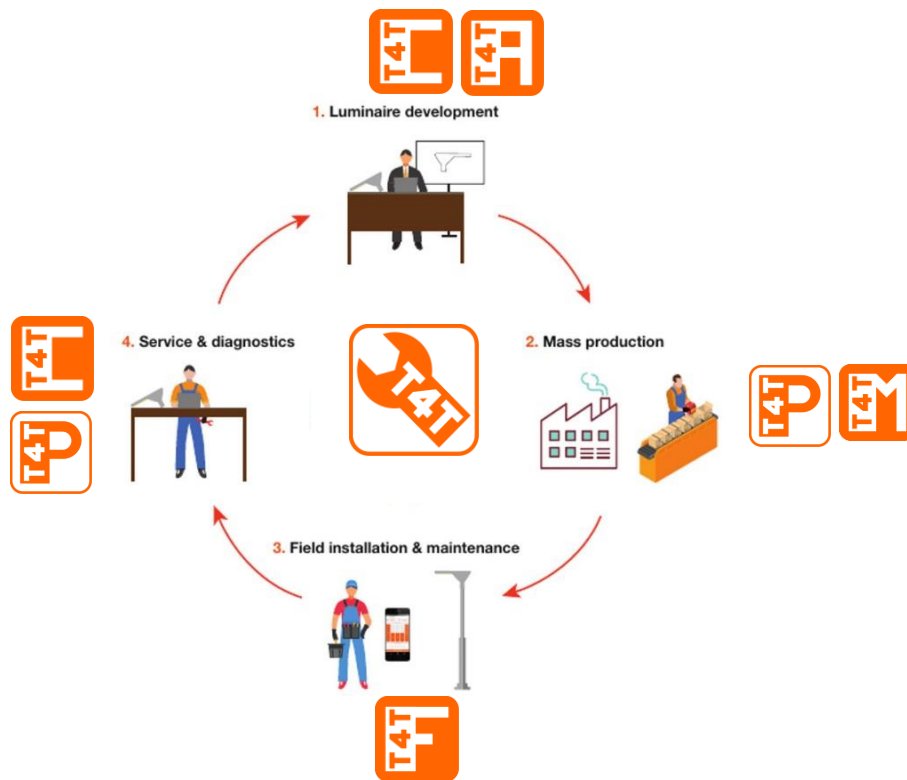 T4T T4T
1. Luminaire development
T4T
4. Service & diagnostics
T4T
2. Mass production
T4T P
T4T P T4T M
3. Field installation & maintenance
T4T F